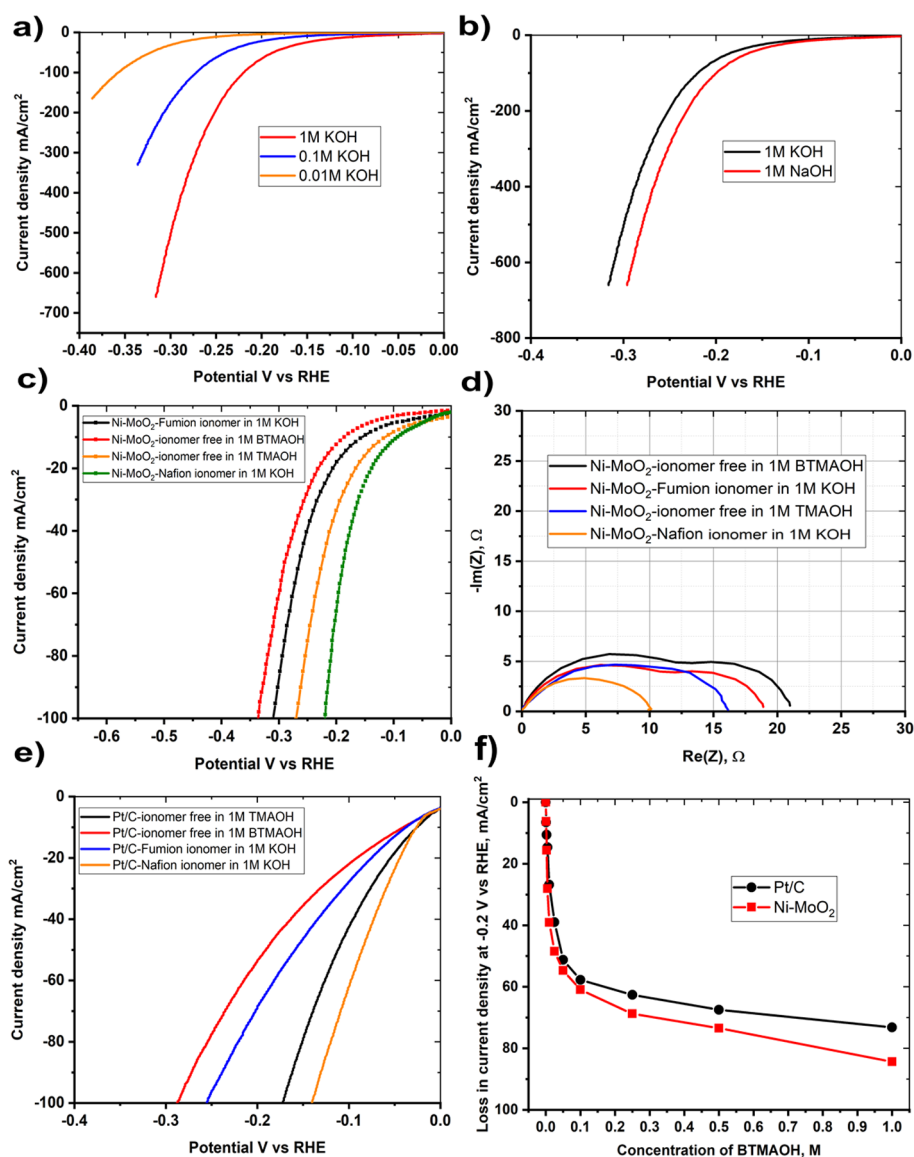 a)
0
-100
-200
-300
-400
-500
-600
-700
Current density mA/cm²
1M KOH
0.1M KOH
0.01M KOH
-0.40 -0.35 -0.30 -0.25 -0.20 -0.15 -0.10 -0.05 0.00
Potential V vs RHE
b)
0
-200
-400
-600
-800
Current density mA/cm²
1M KOH
1M NaOH
-0.4 -0.3 -0.2 -0.1 0.0
Potential V vs RHE
c)
0
-20
-40
-60
-80
-100
Current density mA/cm²
Ni-MoO₂-Fumion ionomer in 1M KOH
Ni-MoO₂-ionomer free in 1M BTMAOH
Ni-MoO₂-ionomer free in 1M TMAOH
Ni-MoO₂-Nafion ionomer in 1M KOH
-0.6 -0.5 -0.4 -0.3 -0.2 -0.1 0.0
Potential V vs RHE
d)
-30
-25
-20
-15
-10
5
0
-Im(Z), Ω
Ni-MoO₂-ionomer free in 1M BTMAOH
Ni-MoO₂-Fumion ionomer in 1M KOH
Ni-MoO₂-ionomer free in 1M TMAOH
Ni-MoO₂-Nafion ionomer in 1M KOH
0 5 10 15 20 25 30
Re(Z), Ω
e)
0
-20
-40
-60
-80
-100
Current density mA/cm²
Pt/C-ionomer free in 1M TMAOH
Pt/C-ionomer free in 1M BTMAOH
Pt/C-Fumion ionomer in 1M KOH
Pt/C-Nafion ionomer in 1M KOH
-0.4 -0.3 -0.2 -0.1 0.0
Potential V vs RHE
f)
0
20
40
60
80
100
Loss in current density at -0.2 V vs RHE, mA/cm²
Pt/C
Ni-MoO₂
0.0 0.1 0.2 0.3 0.4 0.5 0.6 0.7 0.8 0.9 1.0
Concentration of BTMAOH, M